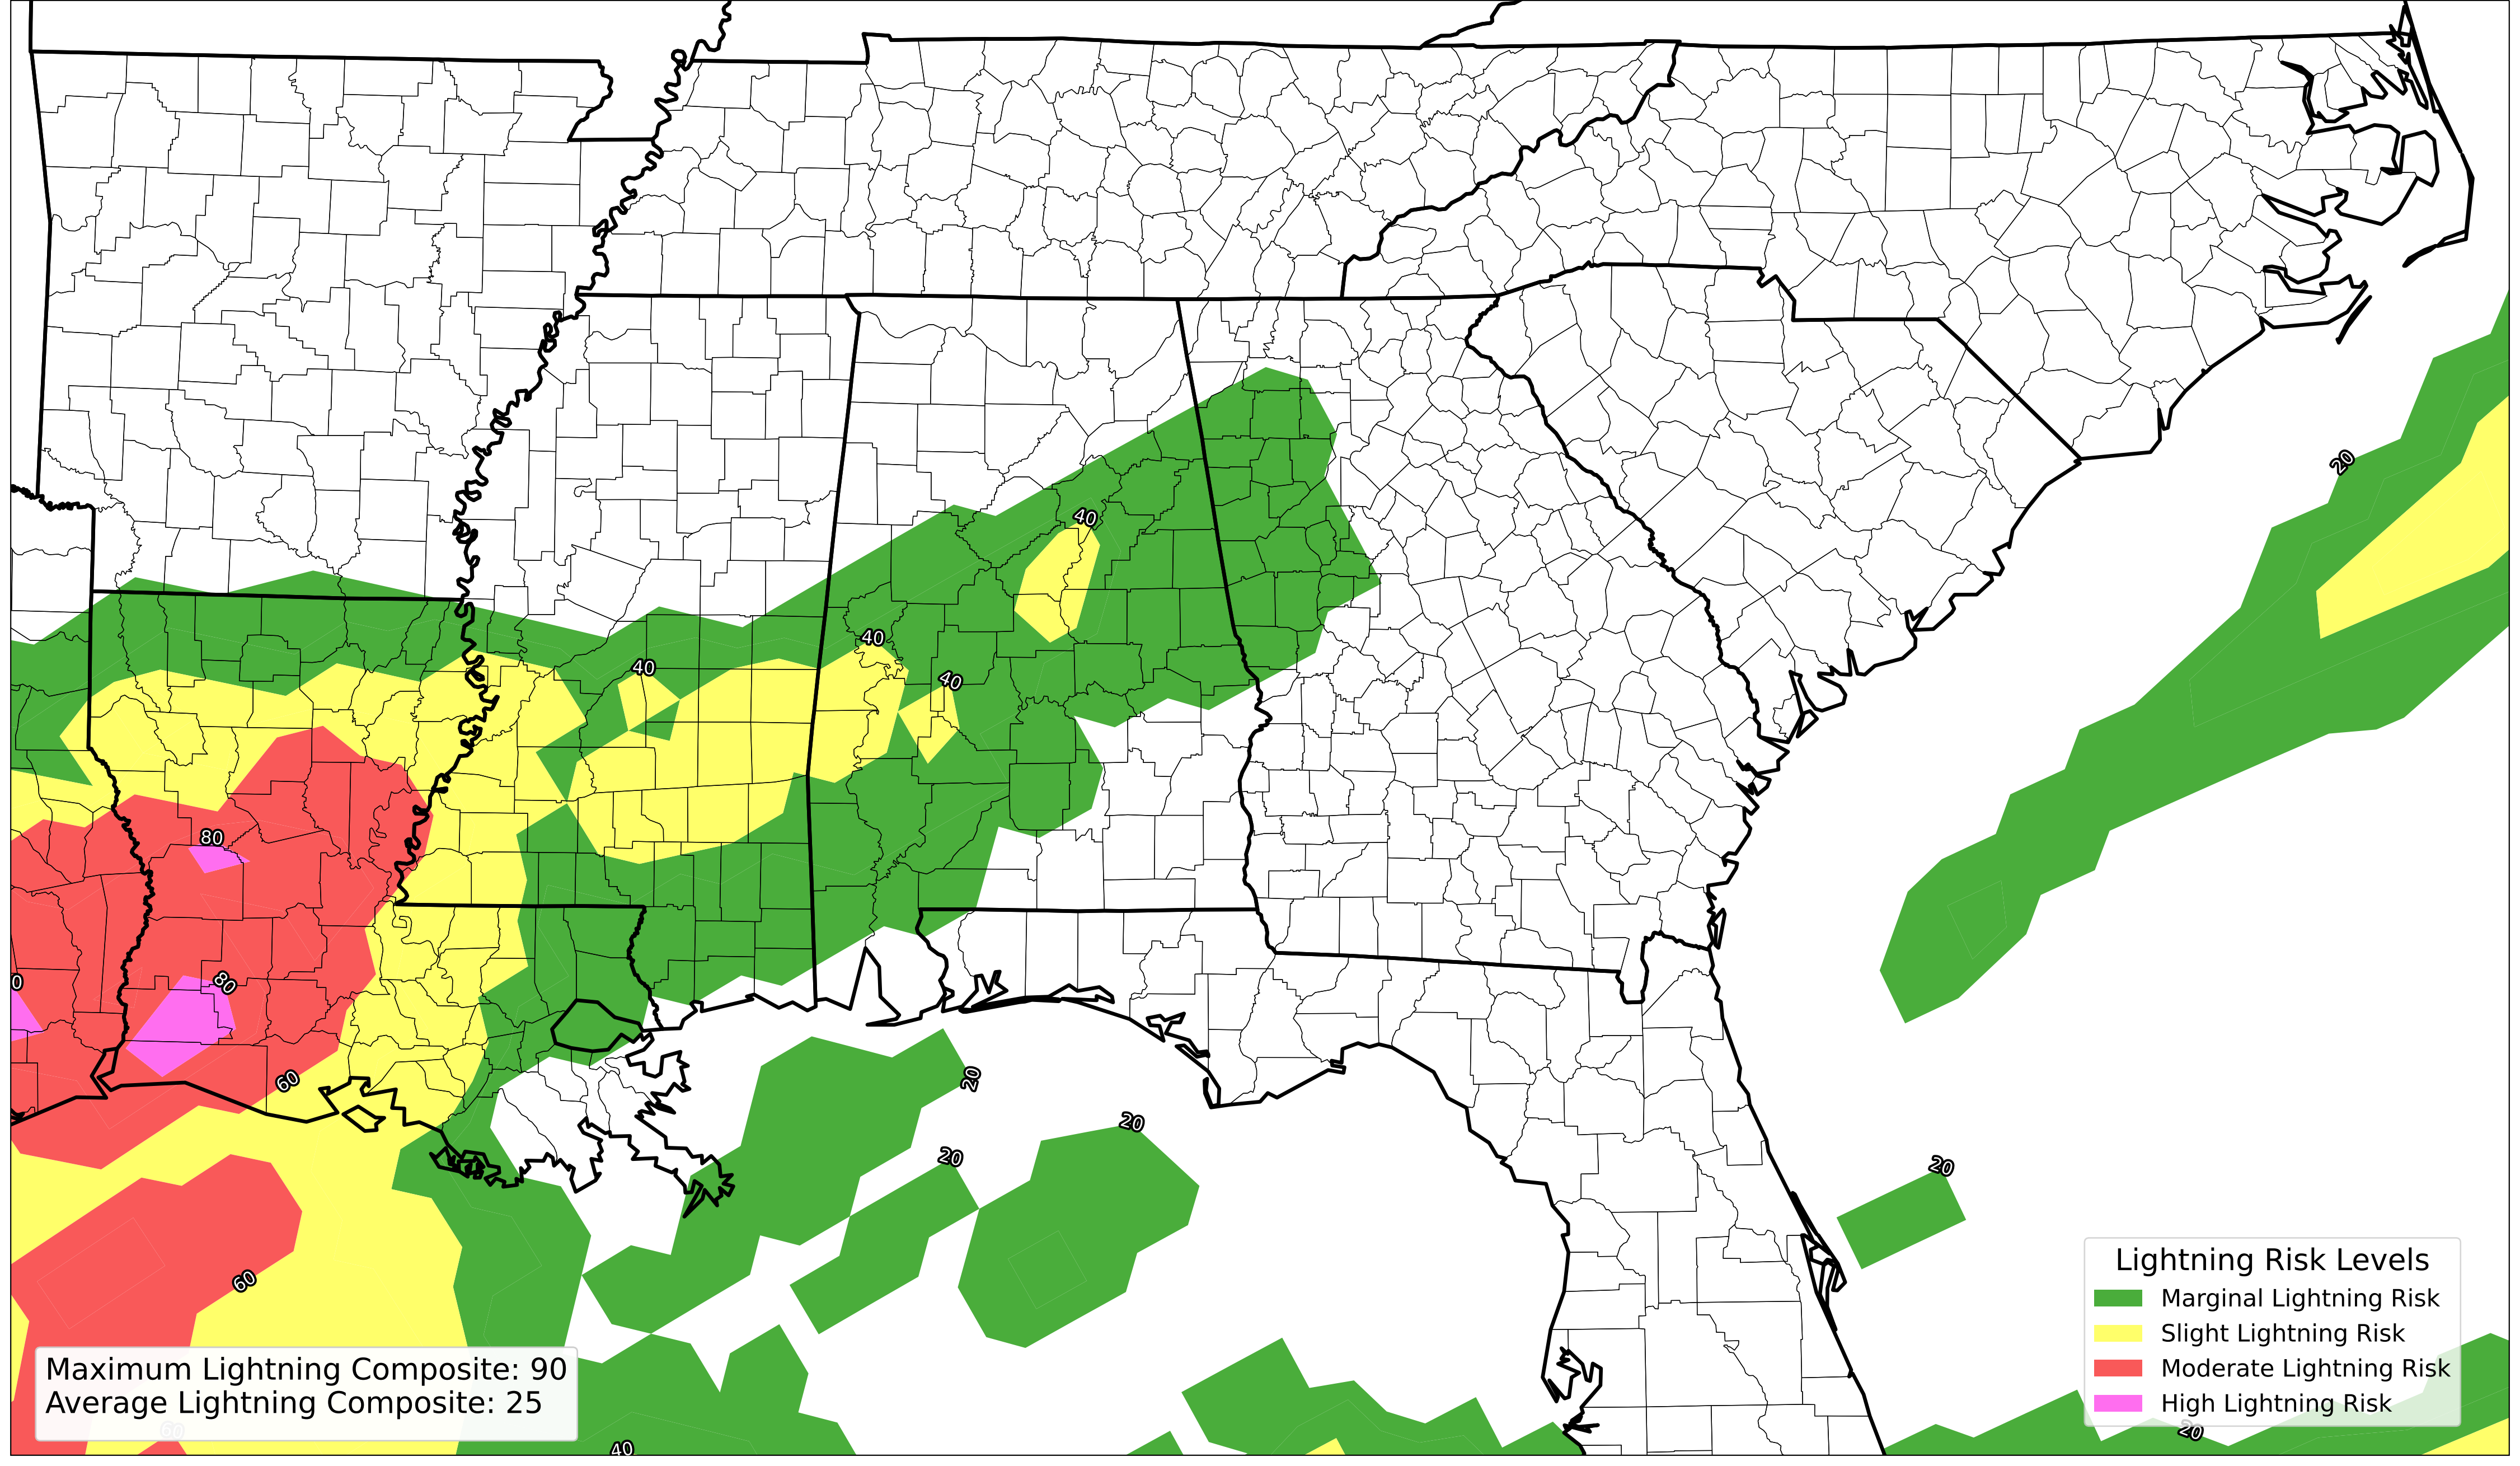 20
40
40
40
40
80
80
0
60
20
20
20
20
60
Lightning Risk Levels
Marginal Lightning Risk
Slight Lightning Risk
Moderate Lightning Risk
High Lightning Risk
Maximum Lightning Composite: 90
Average Lightning Composite: 25
60
20
40